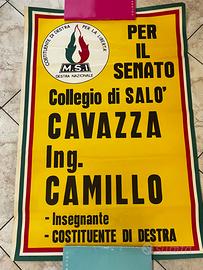 COSTITUENTE DI DESTRA PER LA LIBERTÀ
M.S.I
DESTRA NAZIONALE
PER
IL
SENATO
Collegio di SALO'
CAVAZZA
Ing.
CAMILLO
- Insegnante
- COSTITUENTE DI DESTRA